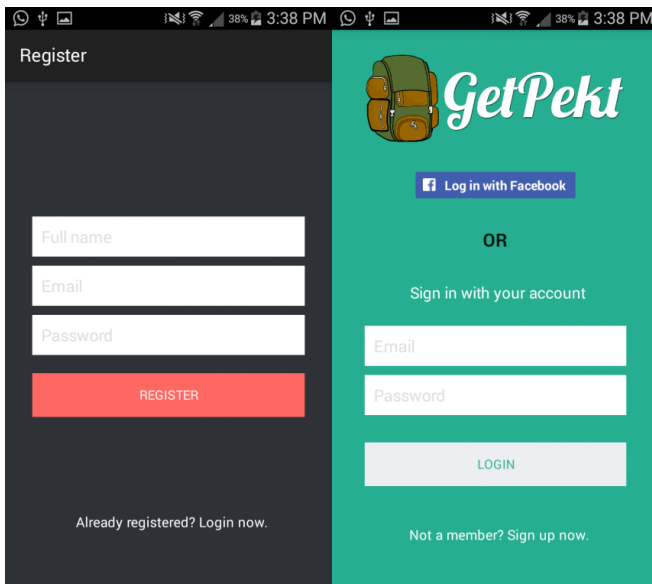 38% 3:38 PM
Register
Full name
Email
Password
REGISTER
Already registered? Login now.
38% 3:38 PM
GetPekt
f Log in with Facebook
OR
Sign in with your account
Email
Password
LOGIN
Not a member? Sign up now.